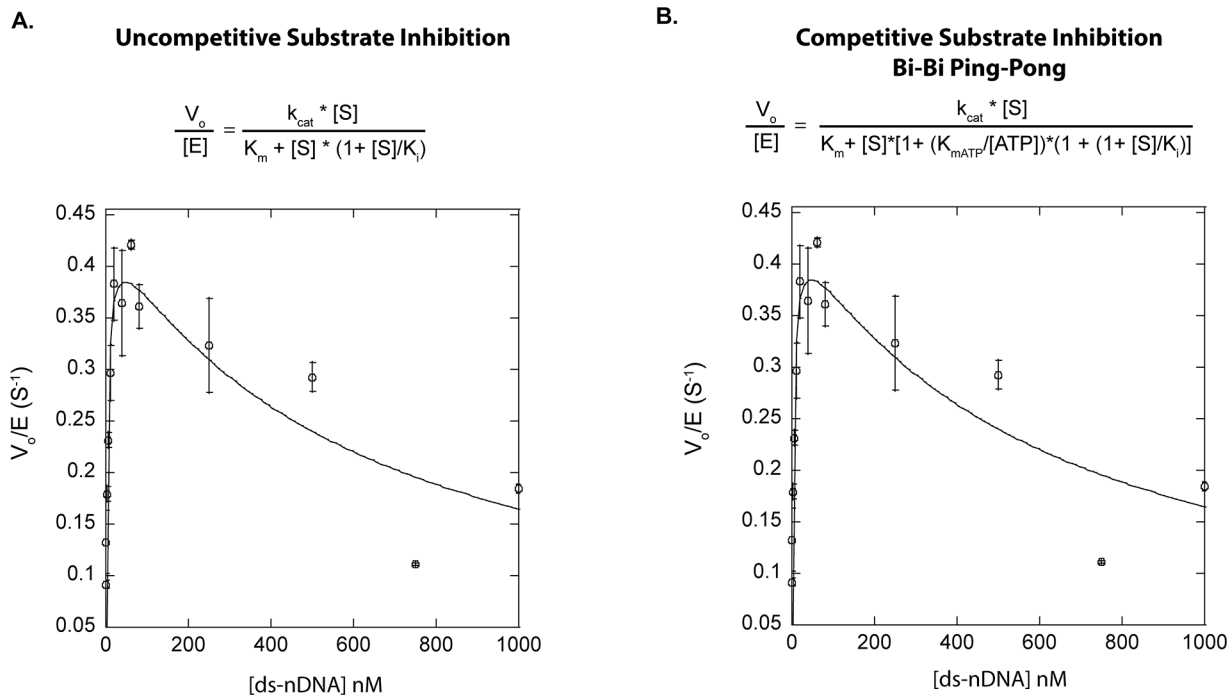 A.
Uncompetitive Substrate Inhibition
V_o
[E]
=
k_cat * [S]
K_m + [S] * (1+ [S]/K_i)
0.45
0.4
0.35
0.3
0.25
0.2
0.15
0.1
0.05
V_o/E (S^-1)
0
200
400
600
800
1000
[ds-nDNA] nM
B.
Competitive Substrate Inhibition
Bi-Bi Ping-Pong
V_o
[E]
=
k_cat * [S]
K_m + [S]*[1+ (K_mATP/[ATP])*(1 + (1+ [S]/K_i)]
0.45
0.4
0.35
0.3
0.25
0.2
0.15
0.1
0.05
V_o/E (S^-1)
0
200
400
600
800
1000
[ds-nDNA] nM